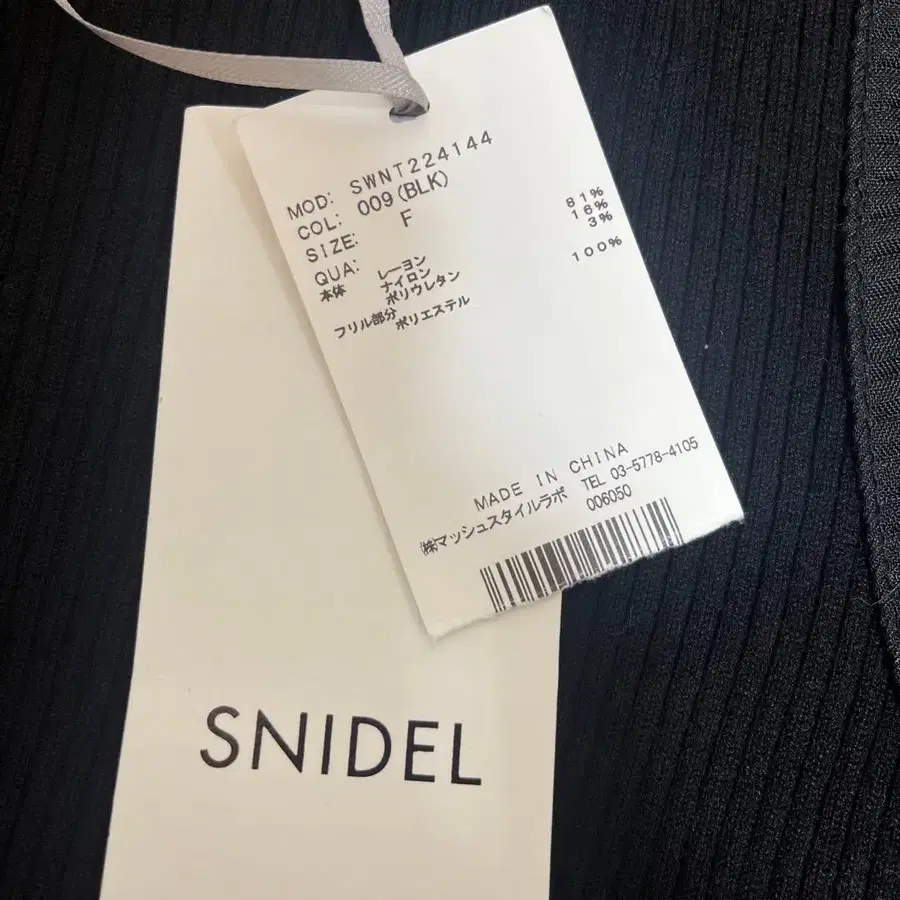 MOD: SWNT224144
COL: 009(BLK)
SIZE: F
QUA:
本体 レーヨン 81%
ナイロン 16%
ポリウレタン 3%
フリル部分
ポリエステル 100%
MADE IN CHINA
㈱マッシュスタイルラボ TEL 03-5778-4105
006050
SNIDEL